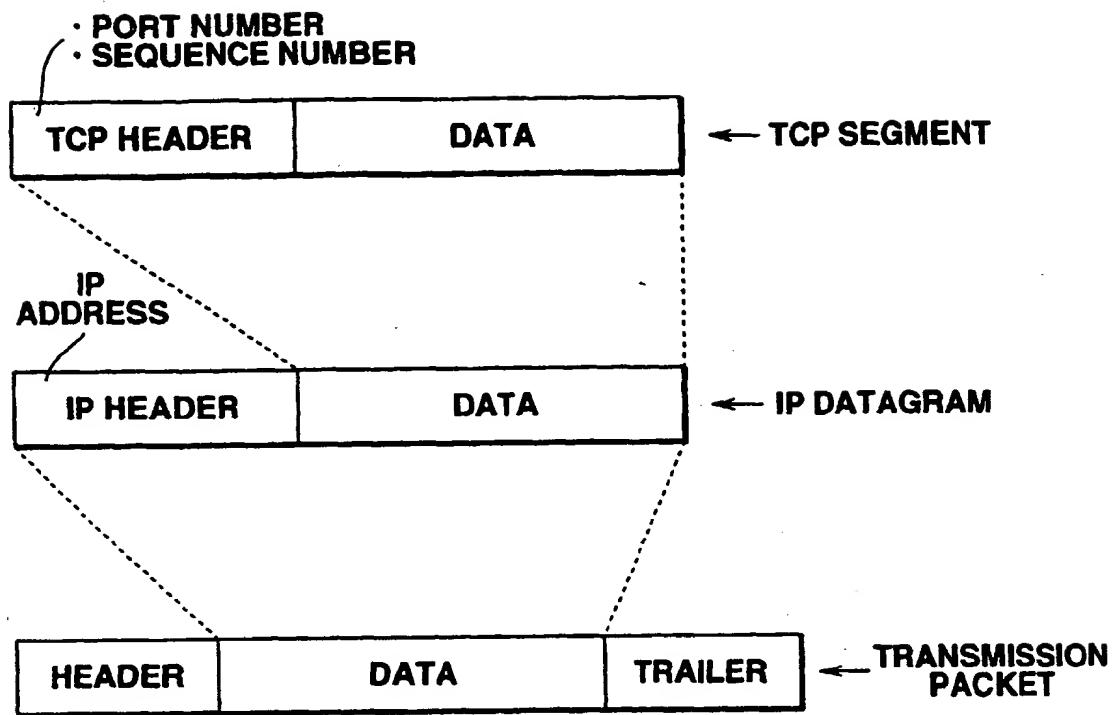 · PORT NUMBER
· SEQUENCE NUMBER
TCP HEADER DATA ← TCP SEGMENT
IP
ADDRESS
IP HEADER DATA ← IP DATAGRAM
HEADER DATA TRAILER ← TRANSMISSION
PACKET